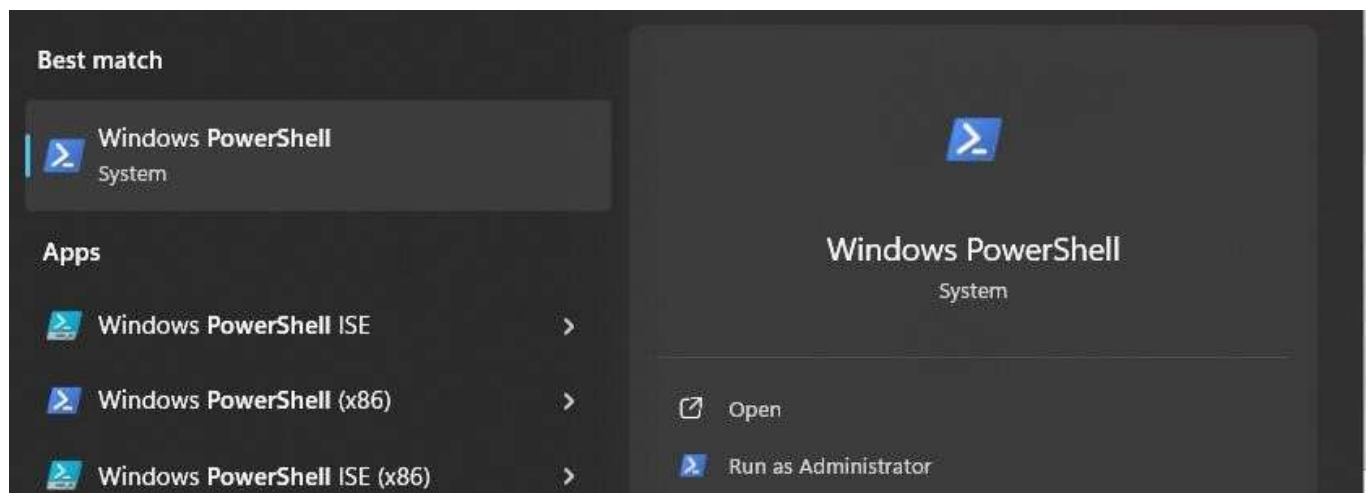 Best match
Windows PowerShell
System
Apps
Windows PowerShell ISE
Windows PowerShell (x86)
Windows PowerShell ISE (x86)
Windows PowerShell
System
Open
Run as Administrator